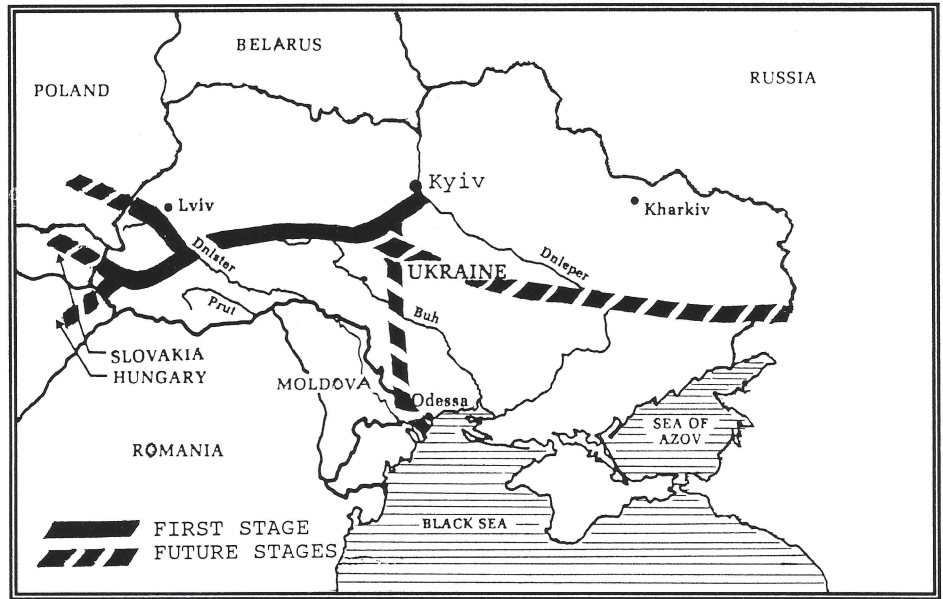 BELARUS
RUSSIA
POLAND
Kyiv
Lviv
Kharkiv
Dnister
Dnieper
UKRAINE
Prut
Buh
SLOVAKIA
HUNGARY
MOLDOVA
Odessa
SEA OF
AZOV
ROMANIA
BLACK SEA
FIRST STAGE
FUTURE STAGES